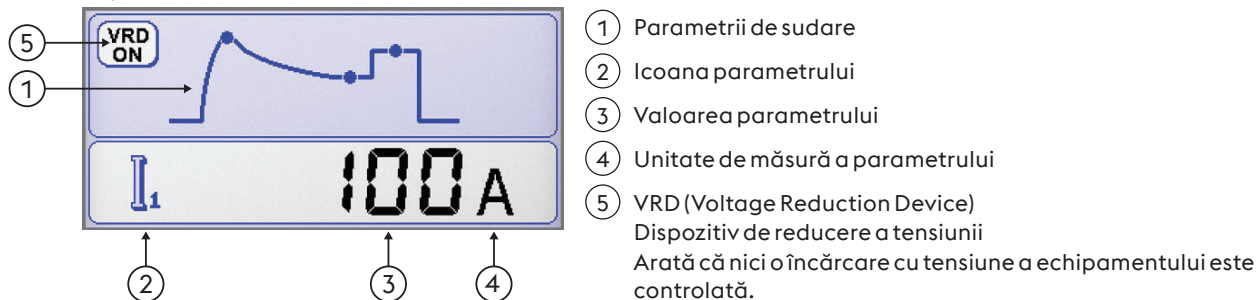 VRD
ON
I1
100 A
5
1
2
3
4
1 Parametrii de sudare
2 Icoana parametrului
3 Valoarea parametrului
4 Unitate de măsură a parametrului
5 VRD (Voltage Reduction Device)
Dispozitiv de reducere a tensiunii
Arată că nici o încărcare cu tensiune a echipamentului este
controlată.